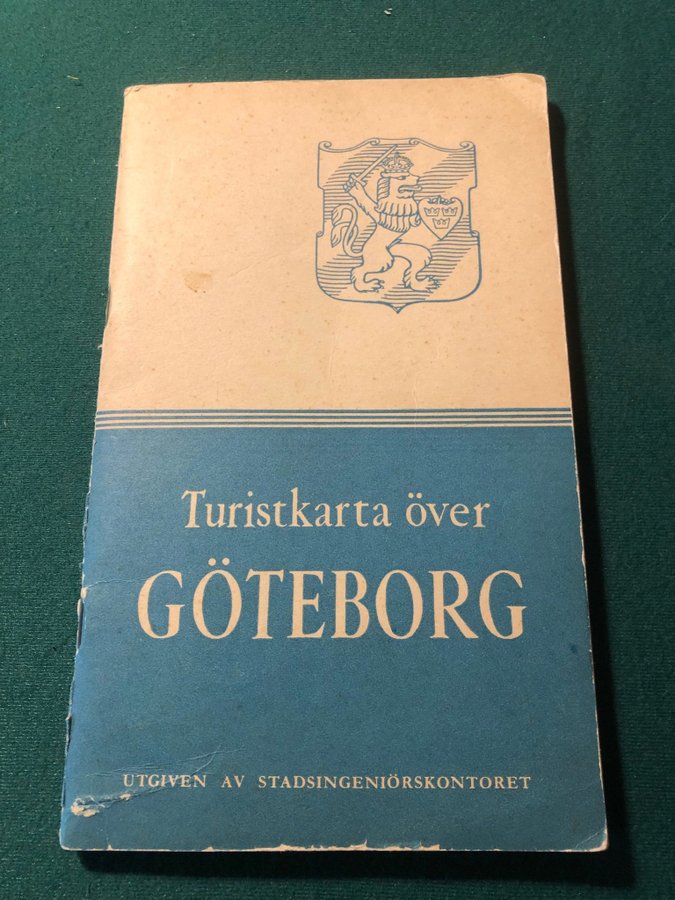 Turistkarta över
GÖTEBORG
UTGIVEN AV STADSINGENIÖRSKONTORET